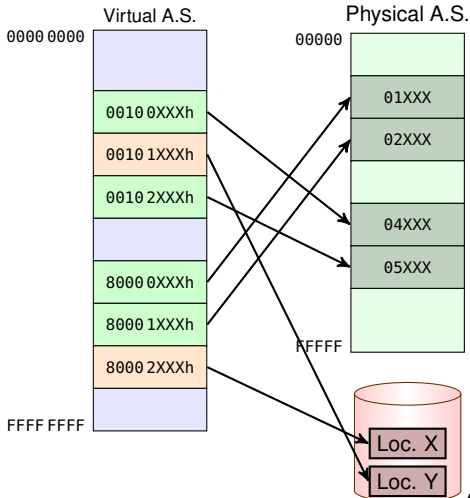 Virtual A.S.
0000 0000
0010 0XXXh
0010 1XXXh
0010 2XXXh
8000 0XXXh
8000 1XXXh
8000 2XXXh
FFFF FFFF
Physical A.S.
00000
01XXX
02XXX
04XXX
05XXX
FFFFF
Loc. X
Loc. Y